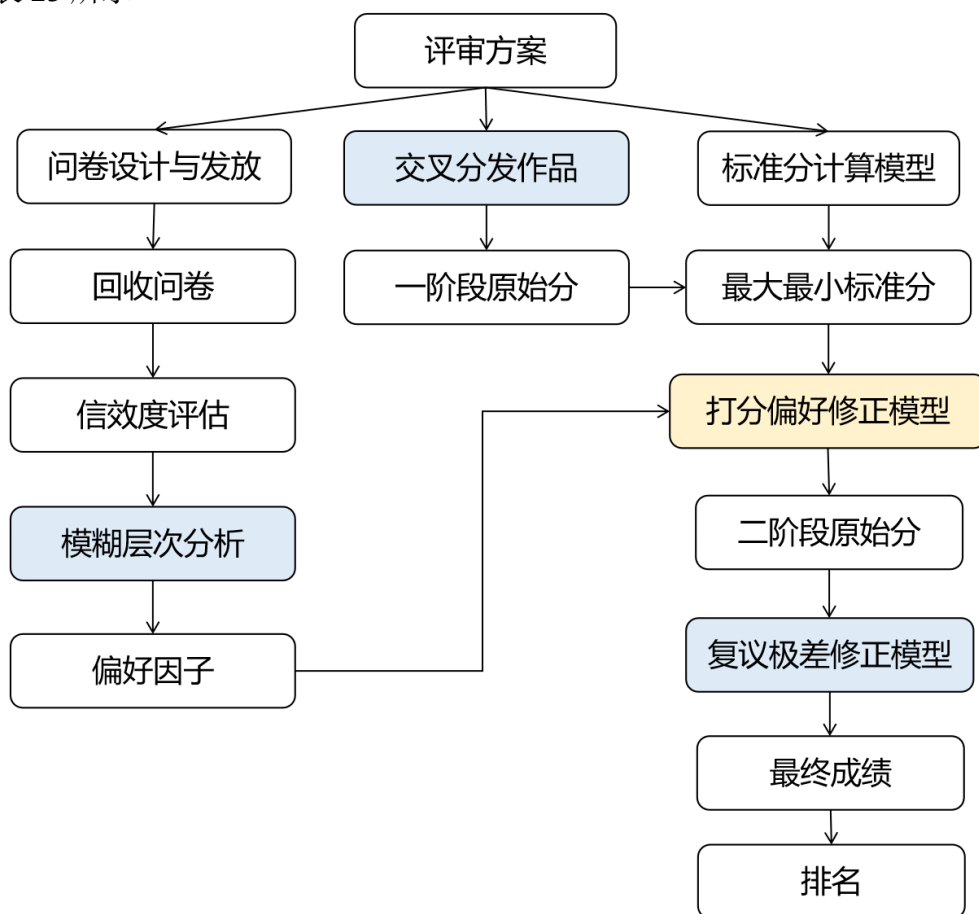 评审方案
问卷设计与发放
交叉分发作品
标准分计算模型
回收问卷
一阶段原始分
最大最小标准分
信效度评估
打分偏好修正模型
模糊层次分析
二阶段原始分
偏好因子
复议极差修正模型
最终成绩
排名